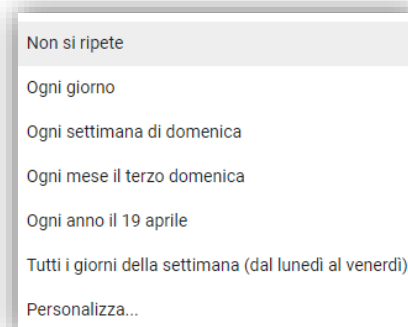 Non si ripete
Ogni giorno
Ogni settimana di domenica
Ogni mese il terzo domenica
Ogni anno il 19 aprile
Tutti i giorni della settimana (dal lunedì al venerdì)
Personalizza...